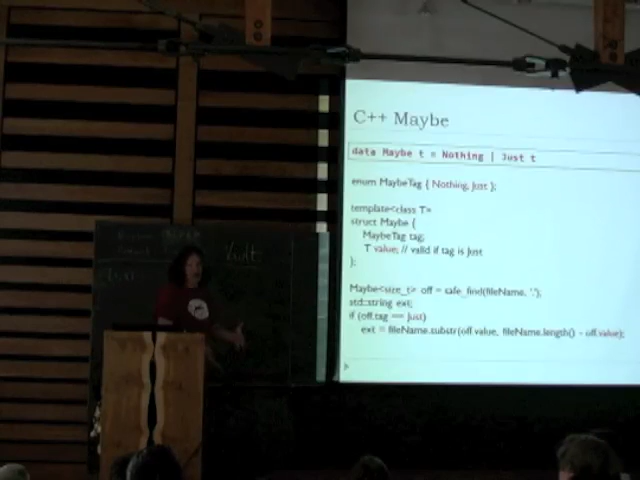 C++ Maybe
data Maybe t = Nothing | Just t
enum MaybeTag { Nothing, Just };
template<class T>
struct Maybe {
MaybeTag tag;
T value; // valid if tag is Just
};
Maybe<size_t> off = safe_find(fileName, '.');
std::string ext;
if (off.tag == Just)
ext = fileName.substr(off.value, fileName.length() - off.value);